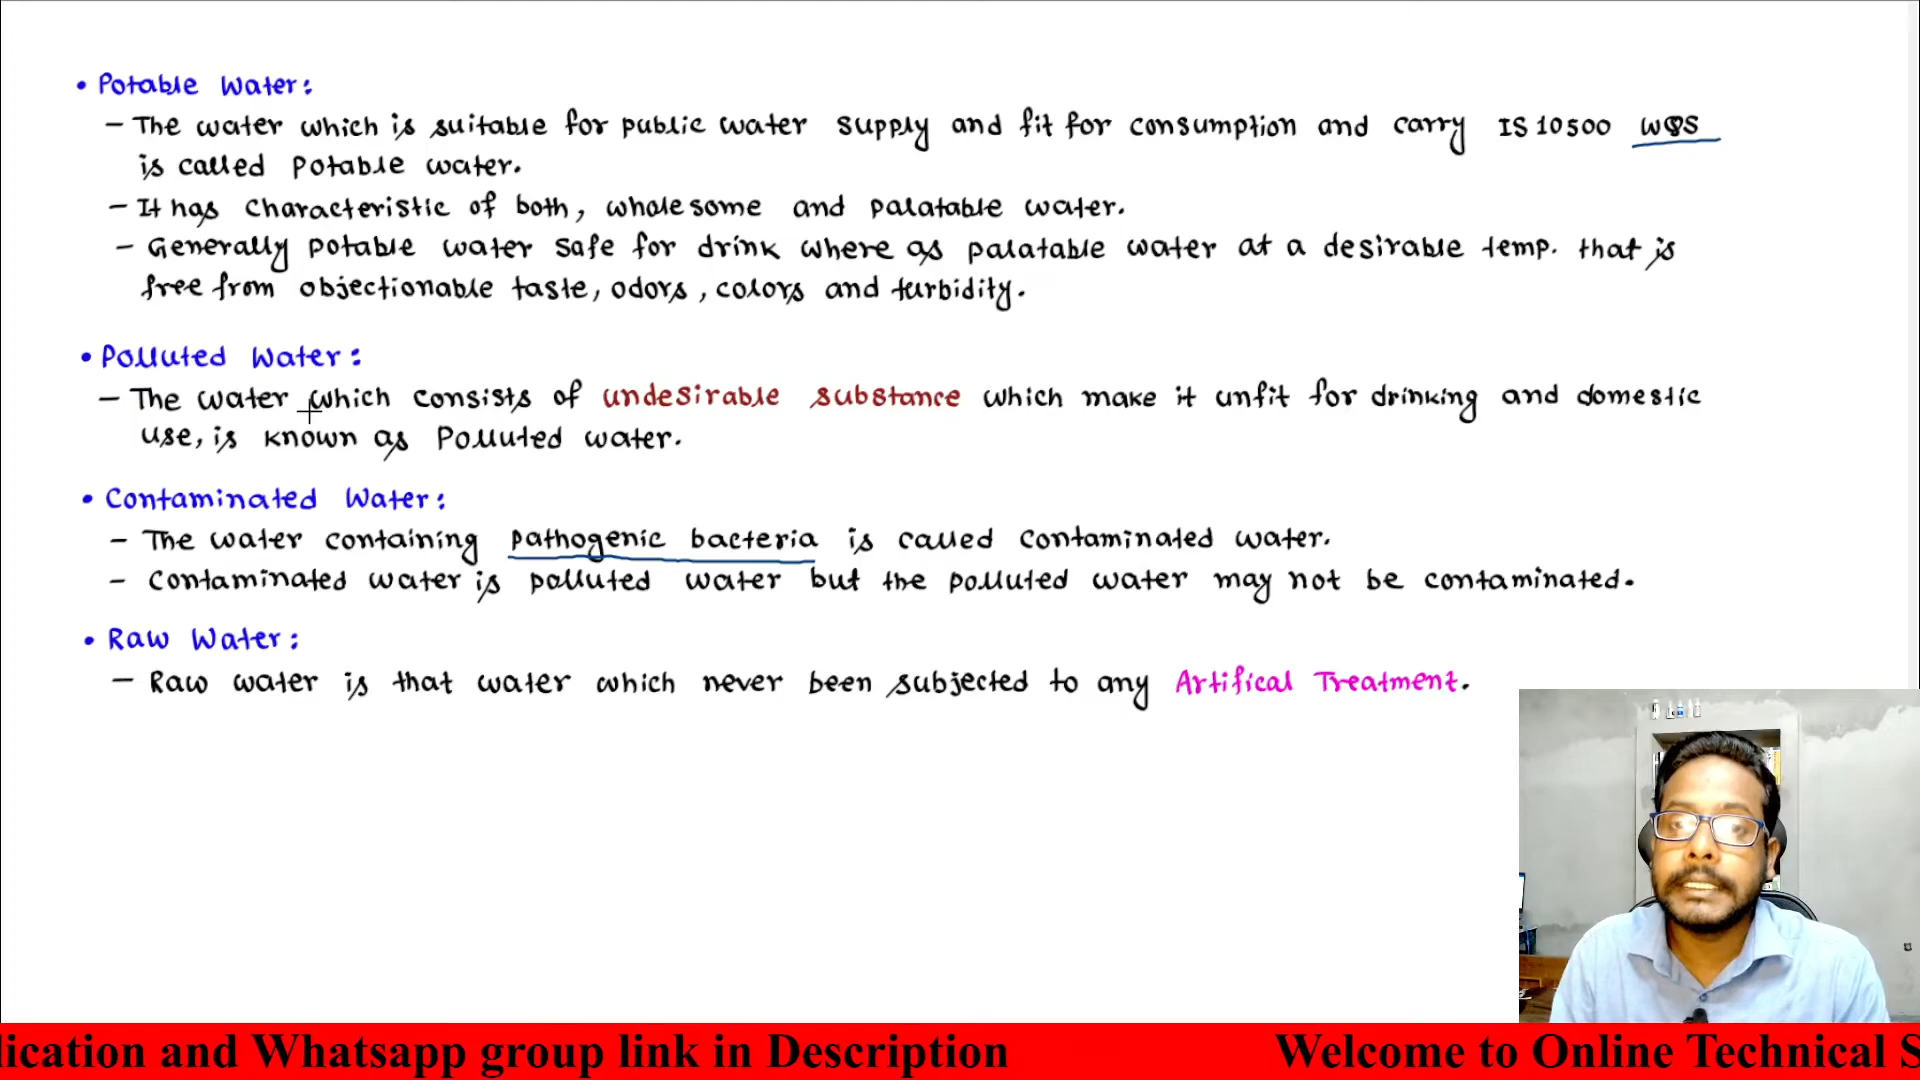 • Potable Water:
– The water which is suitable for public water supply and fit for consumption and carry IS 10500 WQS
is called Potable water.
– It has characteristic of both, wholesome and palatable water.
– Generally potable water safe for drink where as palatable water at a desirable temp. that is
free from objectionable taste, odors, colors and turbidity.
• Polluted Water:
– The water which consists of undesirable substance which make it unfit for drinking and domestic
use, is known as Polluted water.
• Contaminated Water:
– The water containing pathogenic bacteria is called contaminated water.
– Contaminated water is polluted water but the polluted water may not be contaminated.
• Raw Water:
– Raw water is that water which never been subjected to any Artifical Treatment.
lication and Whatsapp group link in Description Welcome to Online Technical S